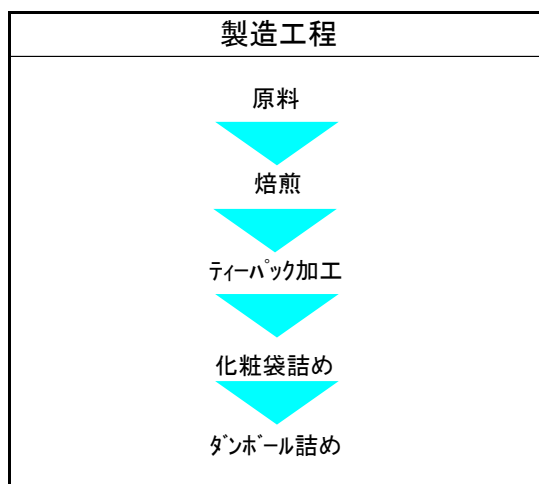 製造工程
原料
焙煎
ﾃｨｰﾊﾟｯｸ加工
化粧袋詰め
ﾀﾞﾝﾎﾞｰﾙ詰め